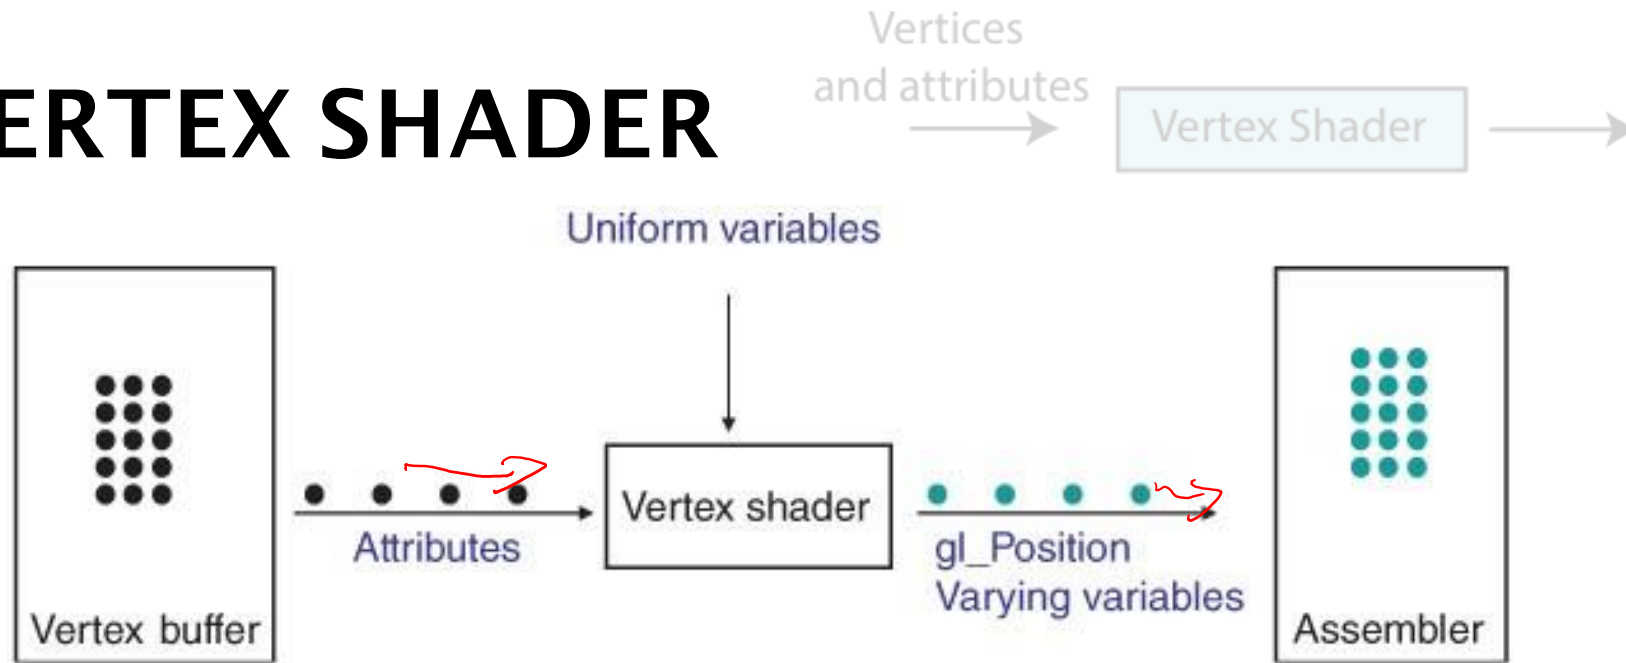 Vertices
and attributes
ERTEX SHADER
Vertex Shader
Uniform variables
Vertex shader
Attributes
gl_Position
Varying variables
Vertex buffer
Assembler